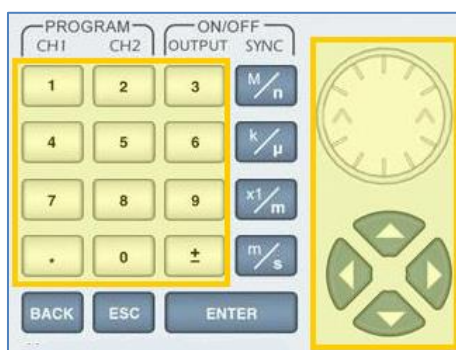 PROGRAM ON/OFF
CH1 CH2 OUTPUT SYNC
1 2 3 M/n
4 5 6 k/µ
7 8 9 x1/m
. 0 ± m/s
BACK ESC ENTER